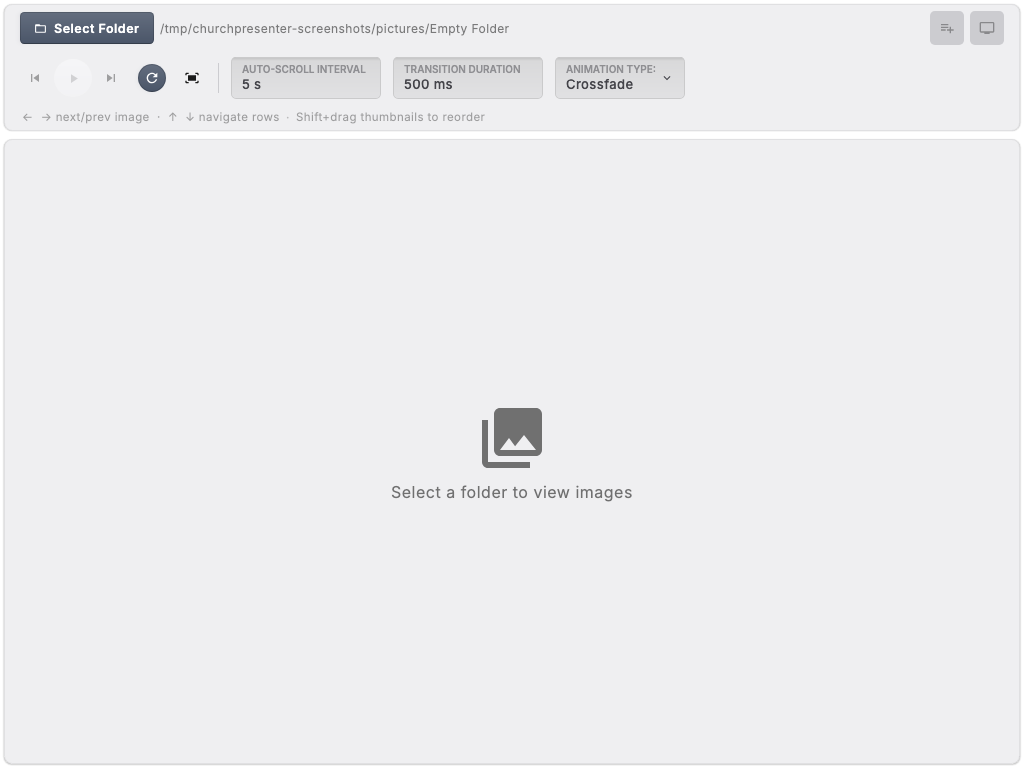 Select Folder /tmp/churchpresenter-screenshots/pictures/Empty Folder
AUTO-SCROLL INTERVAL
5 s
TRANSITION DURATION
500 ms
ANIMATION TYPE:
Crossfade
← → next/prev image · ↑ ↓ navigate rows · Shift+drag thumbnails to reorder
Select a folder to view images